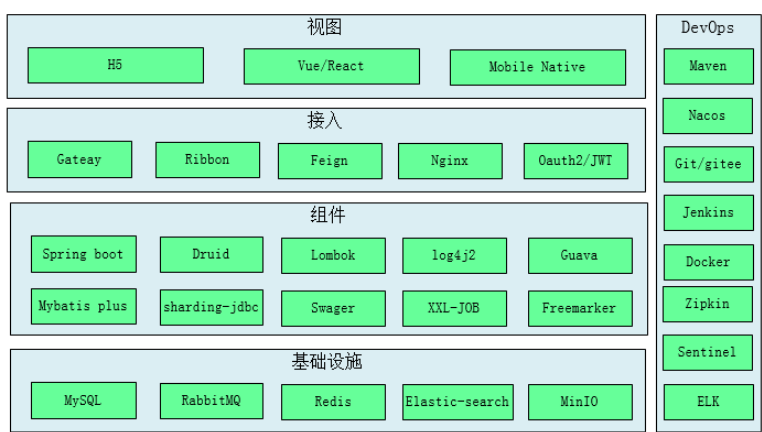 视图
H5
Vue/React
Mobile Native
接入
Gateay
Ribbon
Feign
Nginx
Oauth2/JWT
组件
Spring boot
Druid
Lombok
log4j2
Guava
Mybatis plus
sharding-jdbc
Swager
XXL-JOB
Freemarker
基础设施
MySQL
RabbitMQ
Redis
Elastic-search
MinIO
DevOps
Maven
Nacos
Git/gitee
Jenkins
Docker
Zipkin
Sentinel
ELK